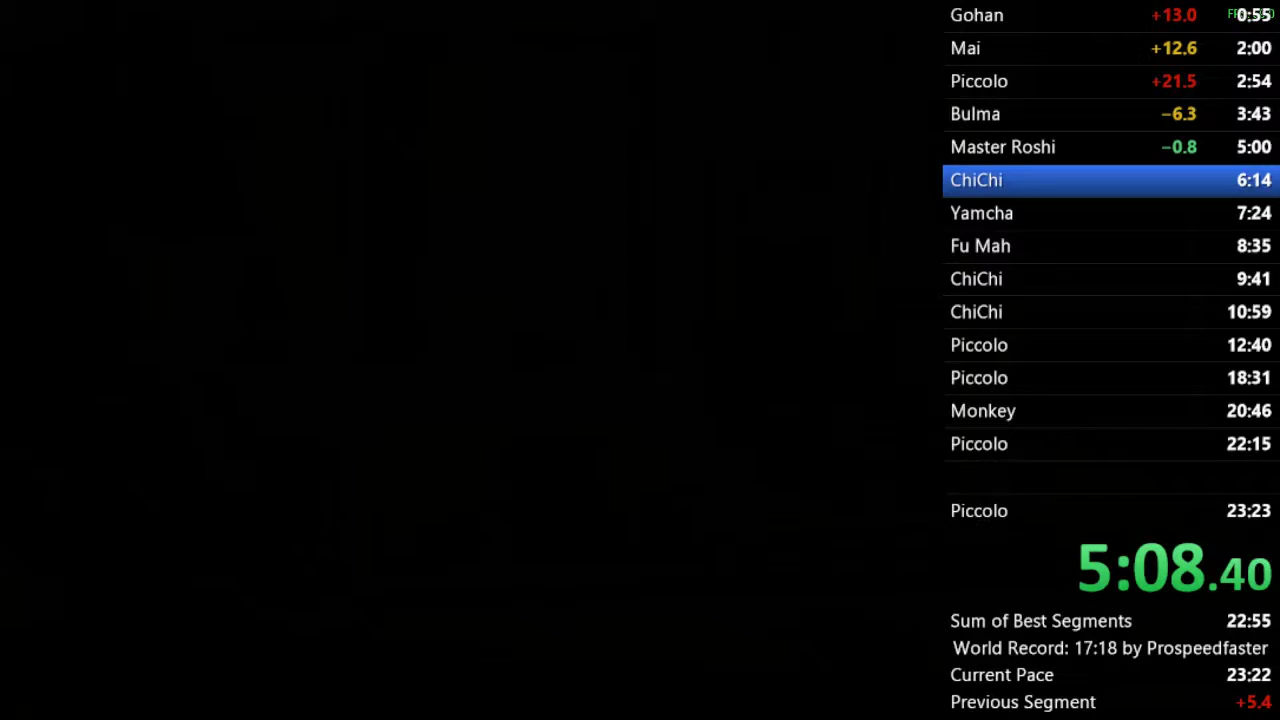 Gohan +13.0 0:55
Mai +12.6 2:00
Piccolo +21.5 2:54
Bulma −6.3 3:43
Master Roshi −0.8 5:00
ChiChi 6:14
Yamcha 7:24
Fu Mah 8:35
ChiChi 9:41
ChiChi 10:59
Piccolo 12:40
Piccolo 18:31
Monkey 20:46
Piccolo 22:15
Piccolo 23:23
5:08.40
Sum of Best Segments 22:55
World Record: 17:18 by Prospeedfaster
Current Pace 23:22
Previous Segment +5.4